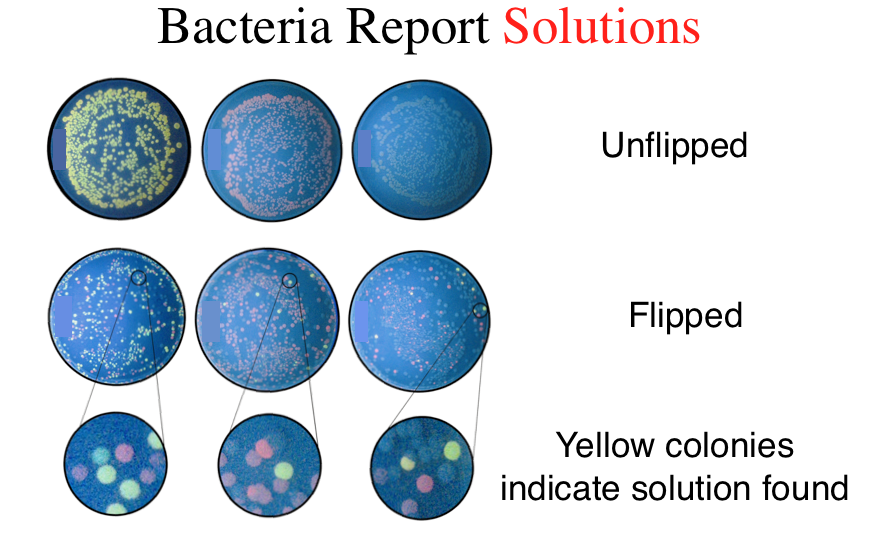 Bacteria Report Solutions
Unflipped
Flipped
Yellow colonies
indicate solution found